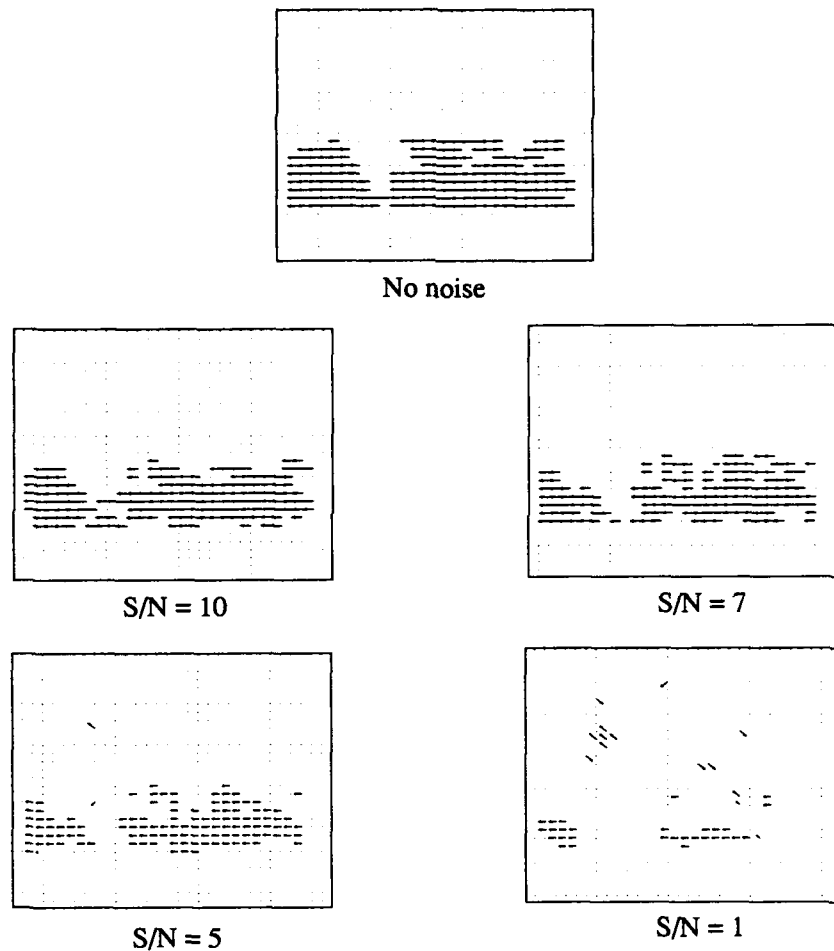 No noise
S/N = 10
S/N = 7
S/N = 5
S/N = 1